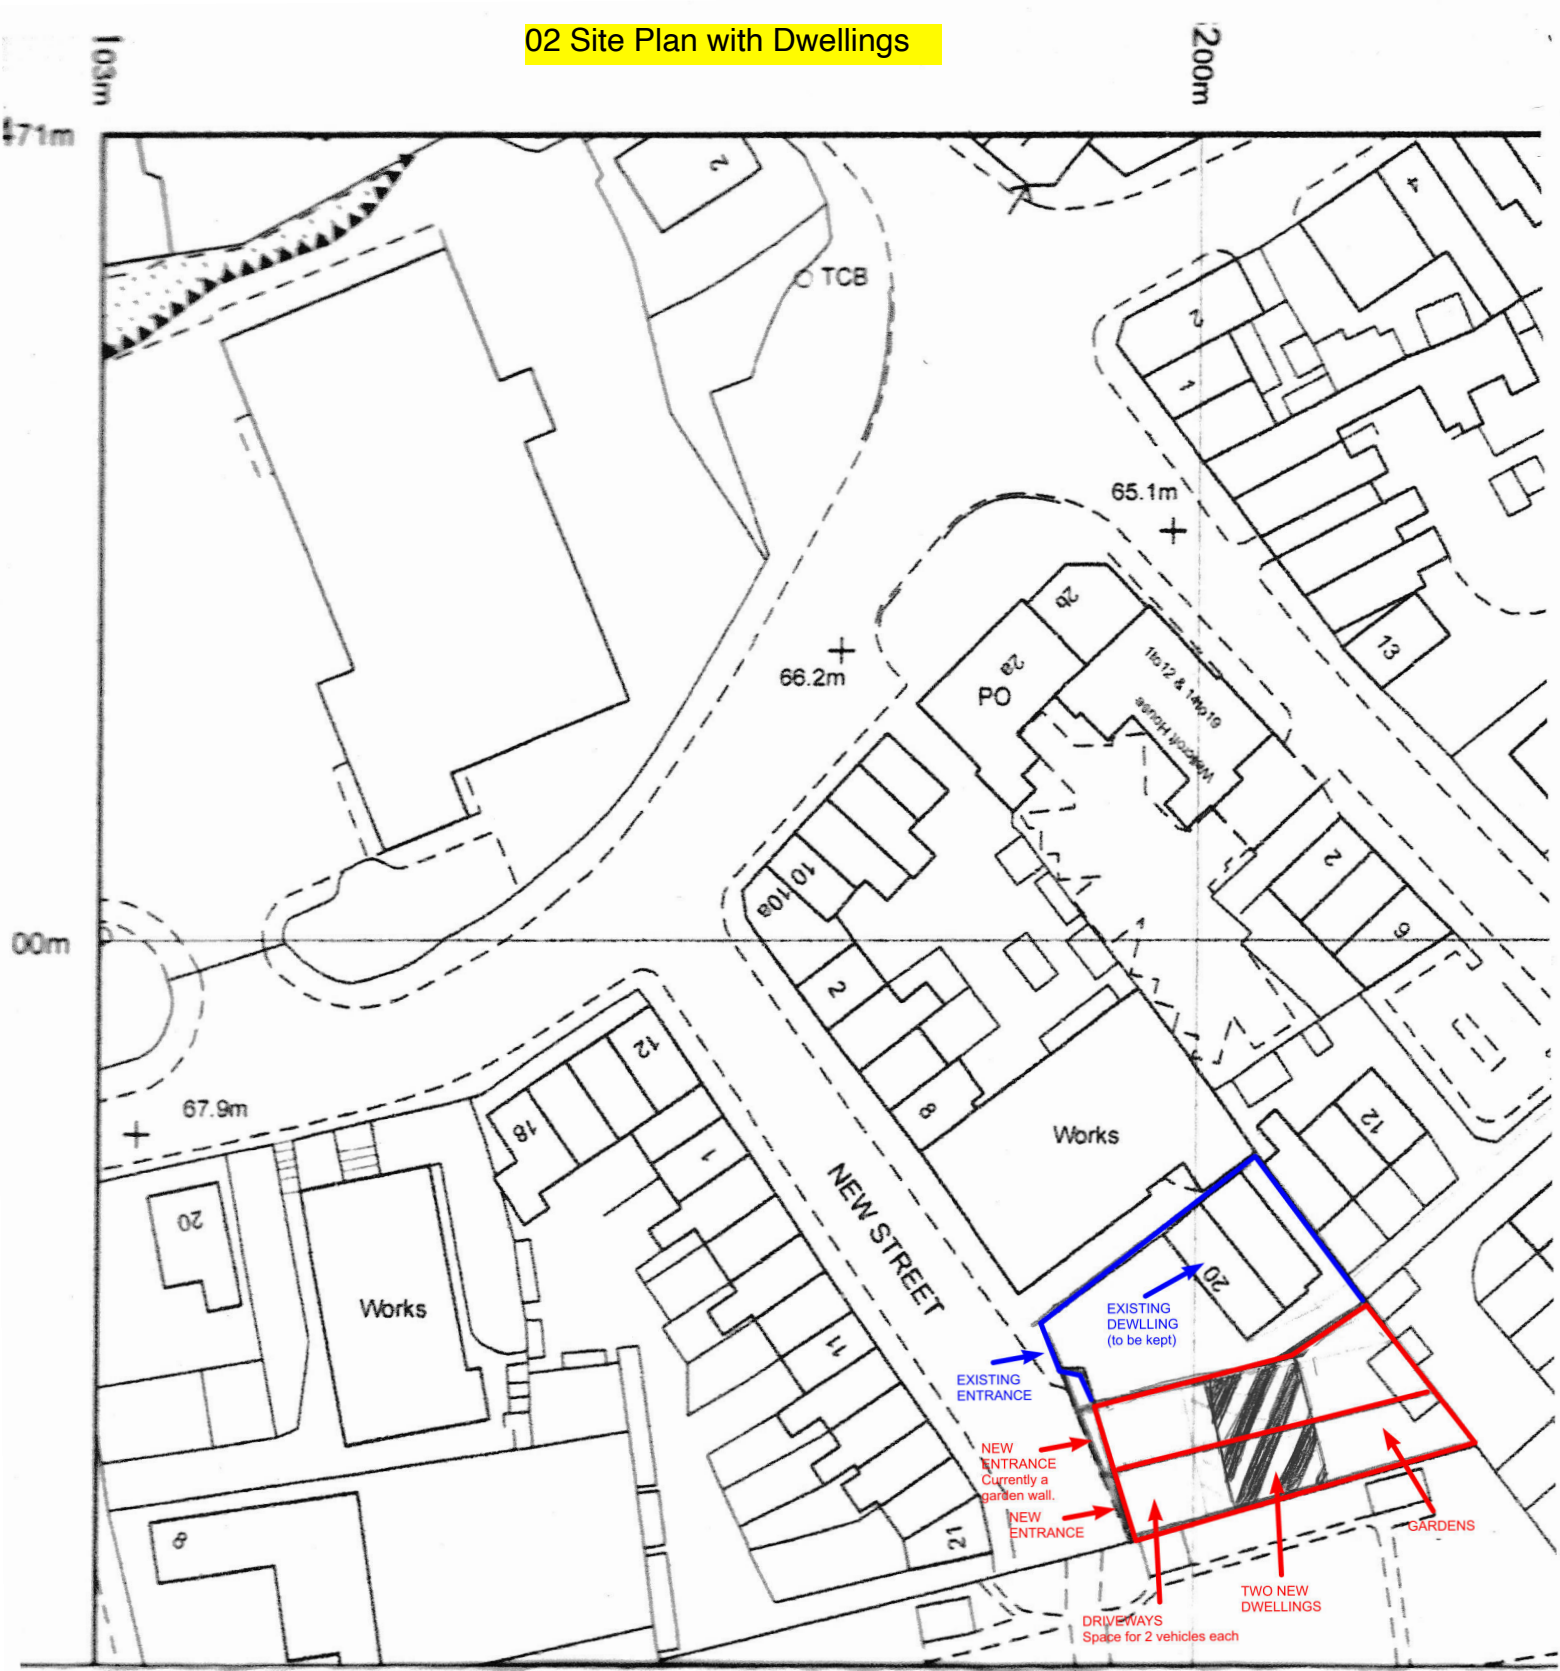 02 Site Plan with Dwellings
103m
200m
471m
2
4
TCB
2
1
65.1m
66.2m
2b
2a
PO
1to12 & 14to19
13
10
10a
2
2
6
00m
12
67.9m
18
8
1
Works
12
NEW STREET
20
Works
20
11
EXISTING
DEWLLING
(to be kept)
EXISTING
ENTRANCE
NEW
ENTRANCE
Currently a
garden wall.
NEW
ENTRANCE
GARDENS
8
21
TWO NEW
DWELLINGS
DRIVEWAYS
Space for 2 vehicles each